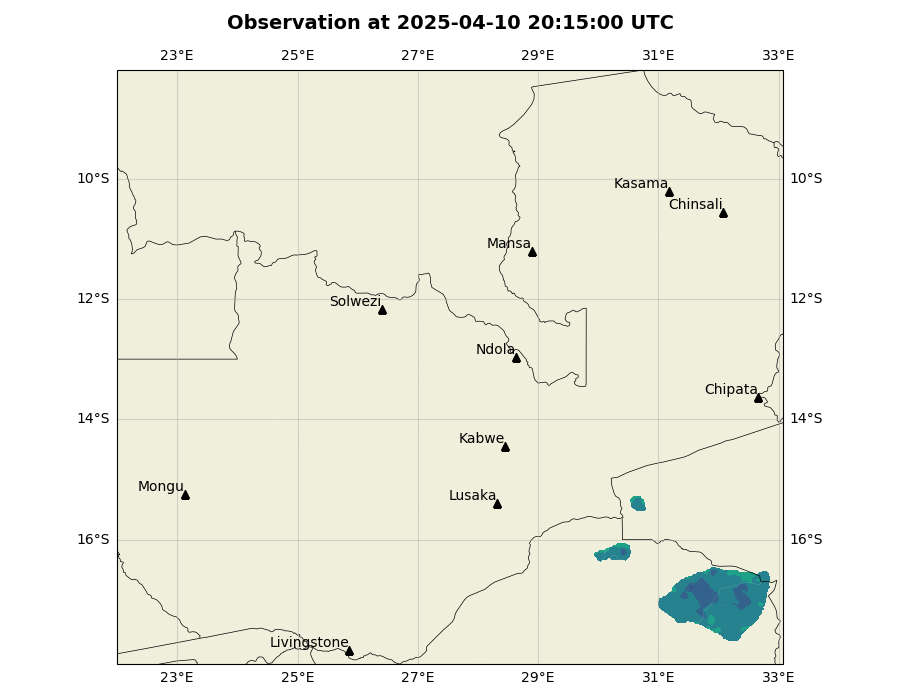 Observation at 2025-04-10 20:15:00 UTC
23°E 25°E 27°E 29°E 31°E 33°E
10°S 10°S
Kasama
Chinsali
Mansa
12°S 12°S
Solwezi
Ndola
Chipata
14°S 14°S
Kabwe
Mongu
Lusaka
16°S 16°S
Livingstone
23°E 25°E 27°E 29°E 31°E 33°E